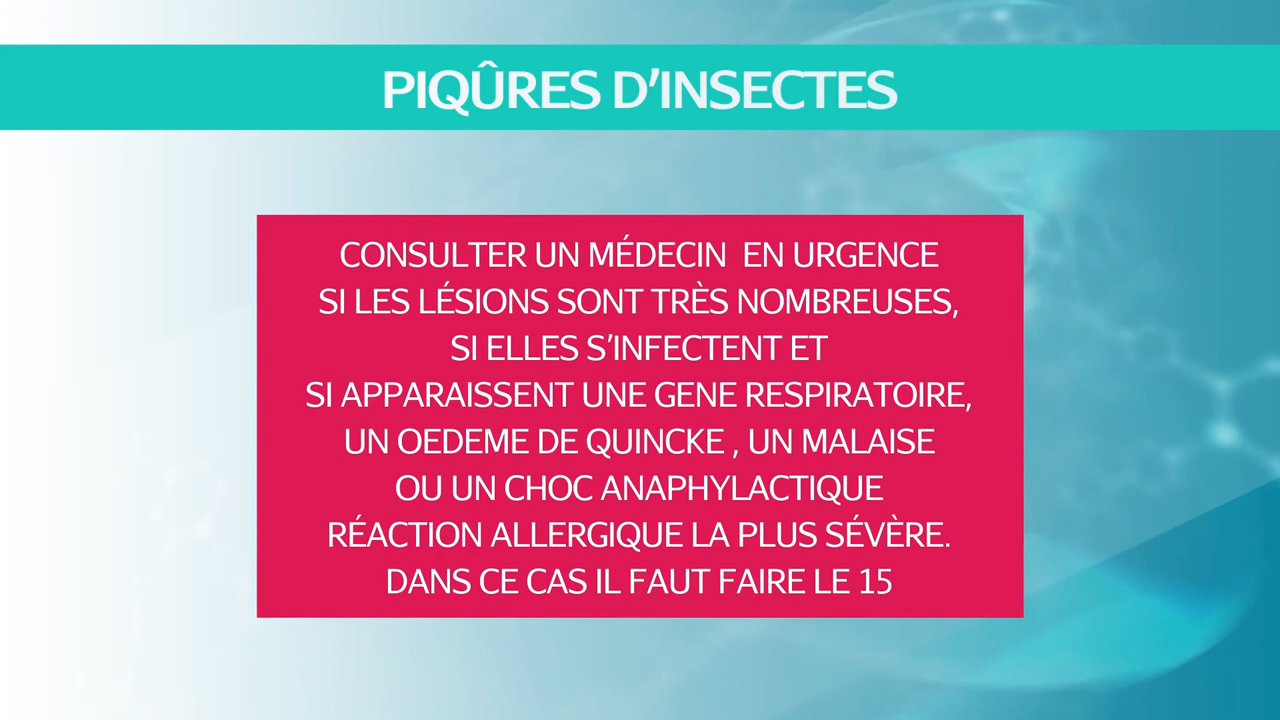 PIQÛRES D’INSECTES
CONSULTER UN MÉDECIN  EN URGENCE
SI LES LÉSIONS SONT TRÈS NOMBREUSES,
SI ELLES S’INFECTENT ET
SI APPARAISSENT UNE GENE RESPIRATOIRE,
UN OEDEME DE QUINCKE , UN MALAISE
OU UN CHOC ANAPHYLACTIQUE
RÉACTION ALLERGIQUE LA PLUS SÉVÈRE.
DANS CE CAS IL FAUT FAIRE LE 15